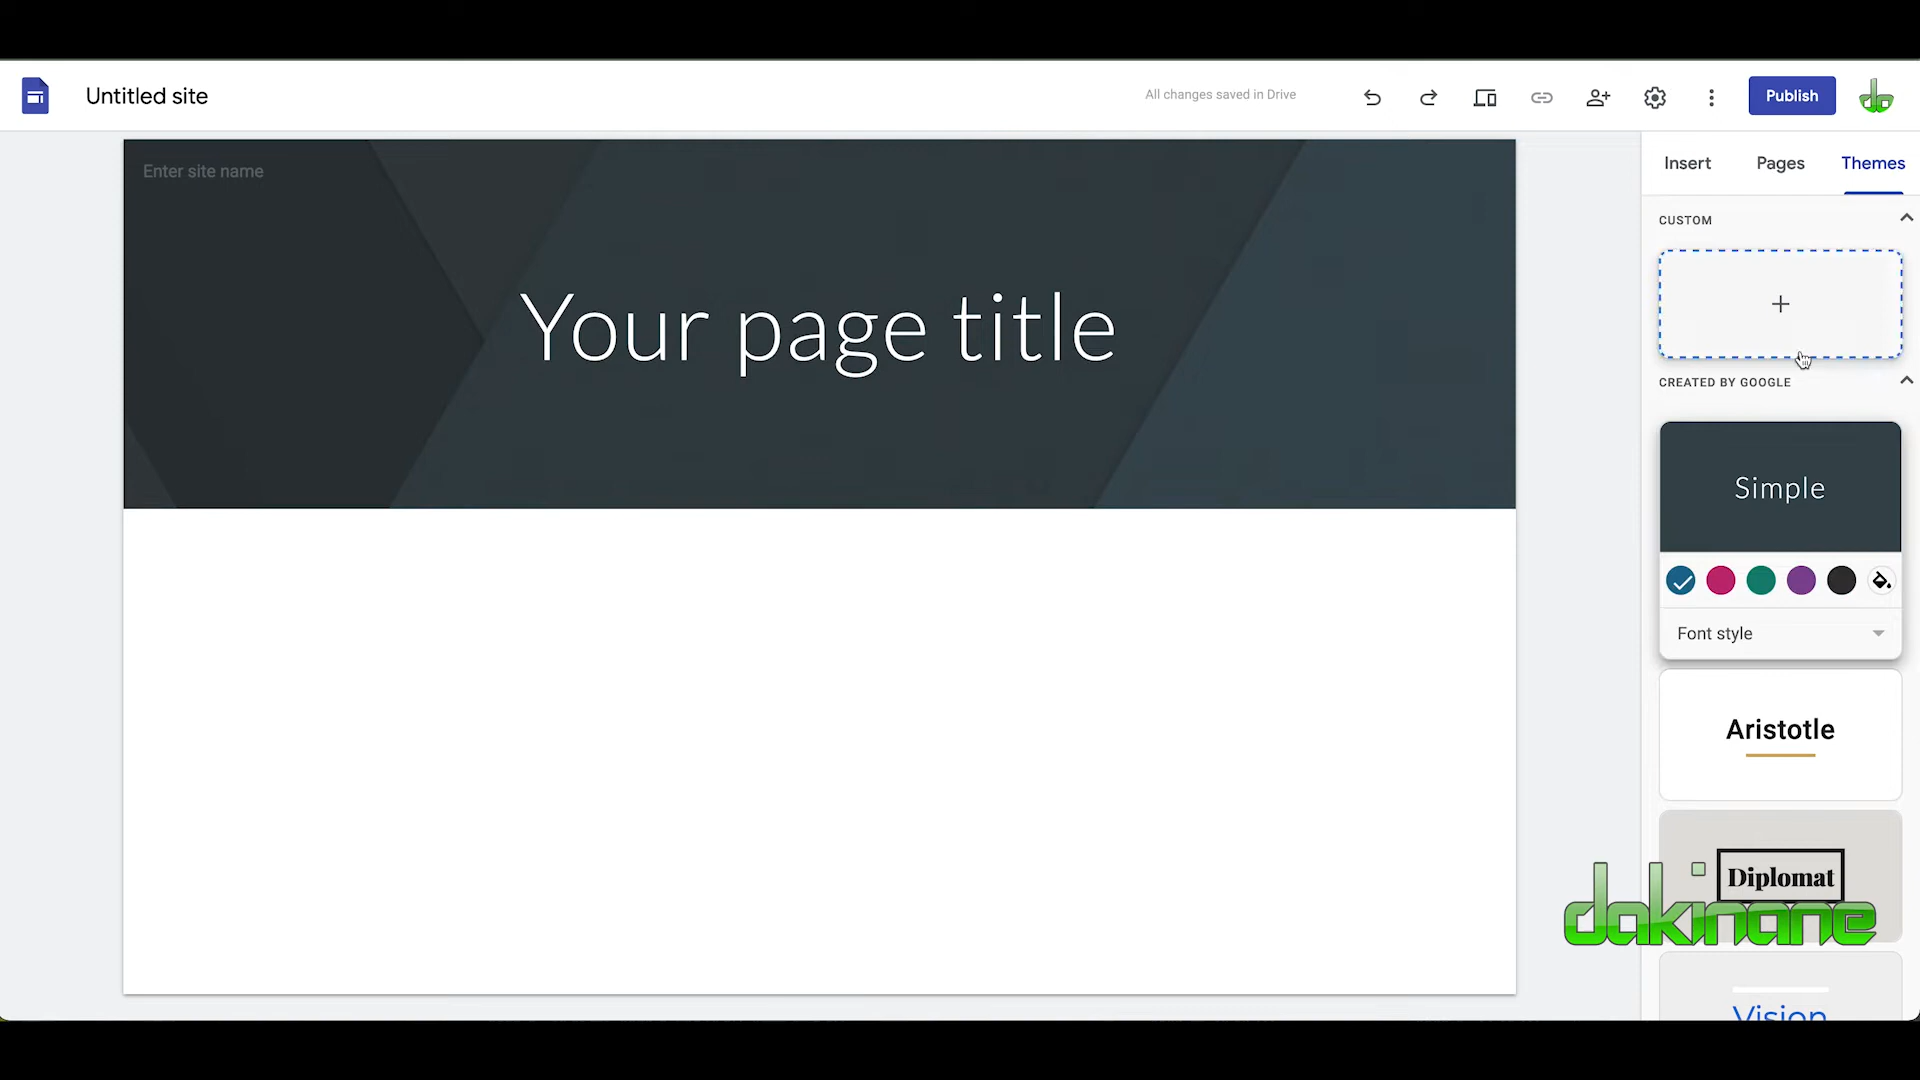 Untitled site
All changes saved in Drive
Publish
Insert
Pages
Themes
Enter site name
Your page title
CUSTOM
CREATED BY GOOGLE
Simple
Font style
Aristotle
Diplomat
dakinane
Vision